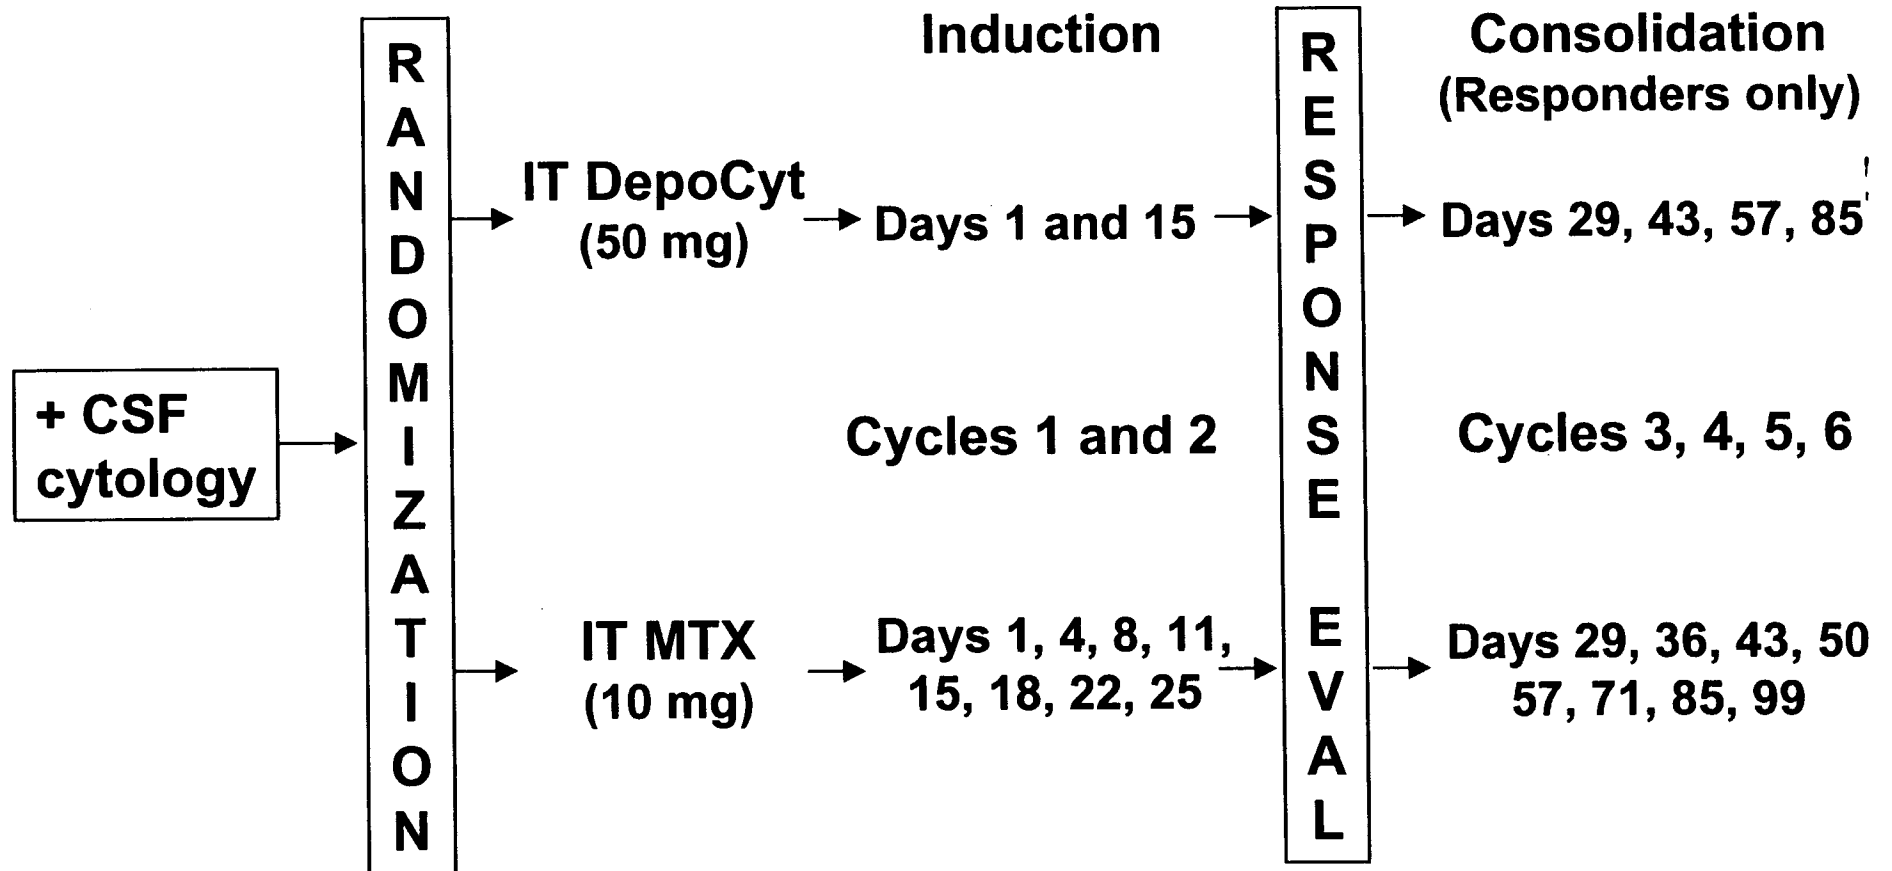 + CSF
cytology
RANDOMIZATION
IT DepoCyt
(50 mg)
IT MTX
(10 mg)
Induction
Days 1 and 15
Cycles 1 and 2
Days 1, 4, 8, 11,
15, 18, 22, 25
RESPONSE EVAL
Consolidation
(Responders only)
Days 29, 43, 57, 85
Cycles 3, 4, 5, 6
Days 29, 36, 43, 50
57, 71, 85, 99